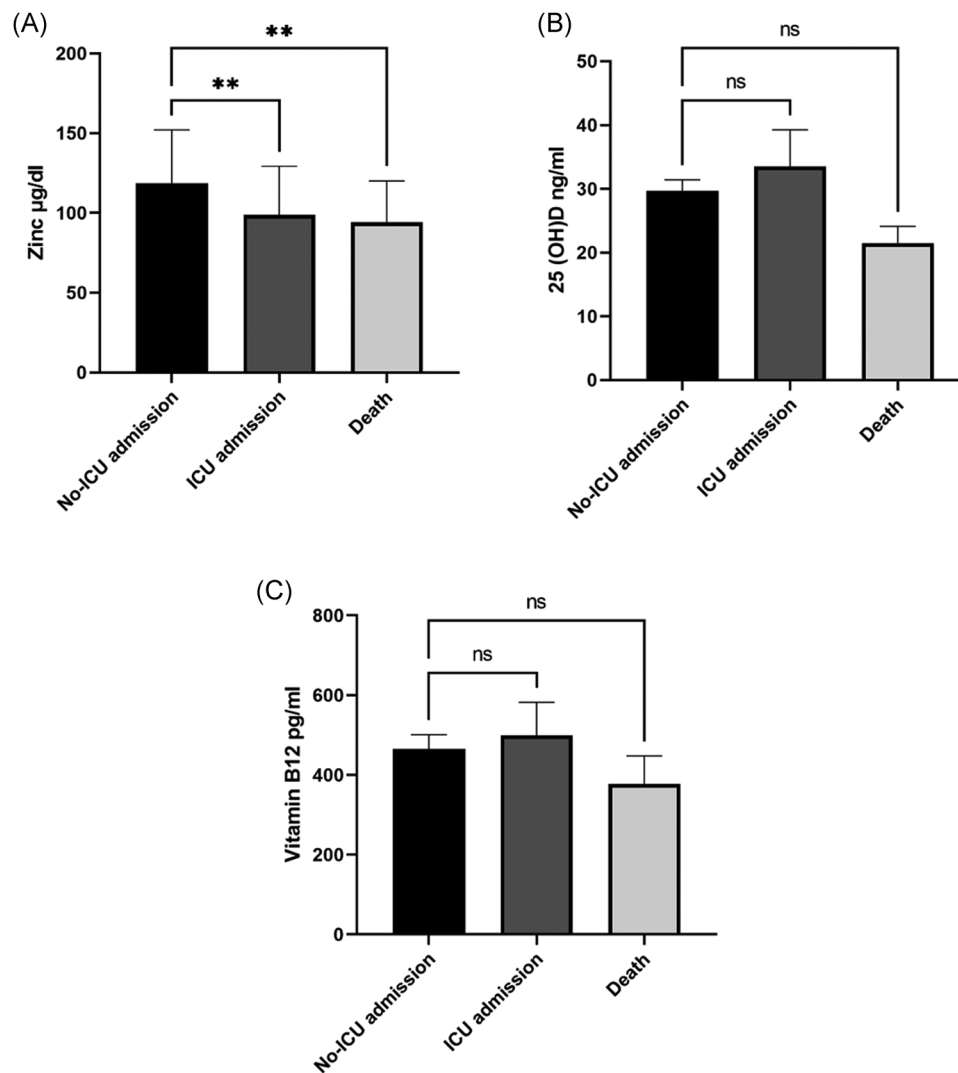 (A)
**
**
200
150
100
50
0
Zinc µg/dl
No-ICU admission
ICU admission
Death
(B)
ns
ns
50
40
30
20
10
0
25 (OH)D ng/ml
No-ICU admission
ICU admission
Death
(C)
ns
ns
800
600
400
200
0
Vitamin B12 pg/ml
No-ICU admission
ICU admission
Death